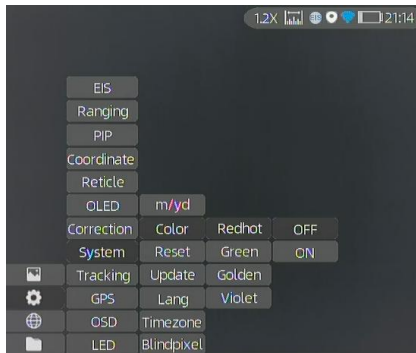 1.2X 21:14
EIS
Ranging
PIP
Coordinate
Reticle
OLED m/yd
Correction Color Redhot OFF
System Reset Green ON
Tracking Update Golden
GPS Lang Violet
OSD Timezone
LED Blindpixel